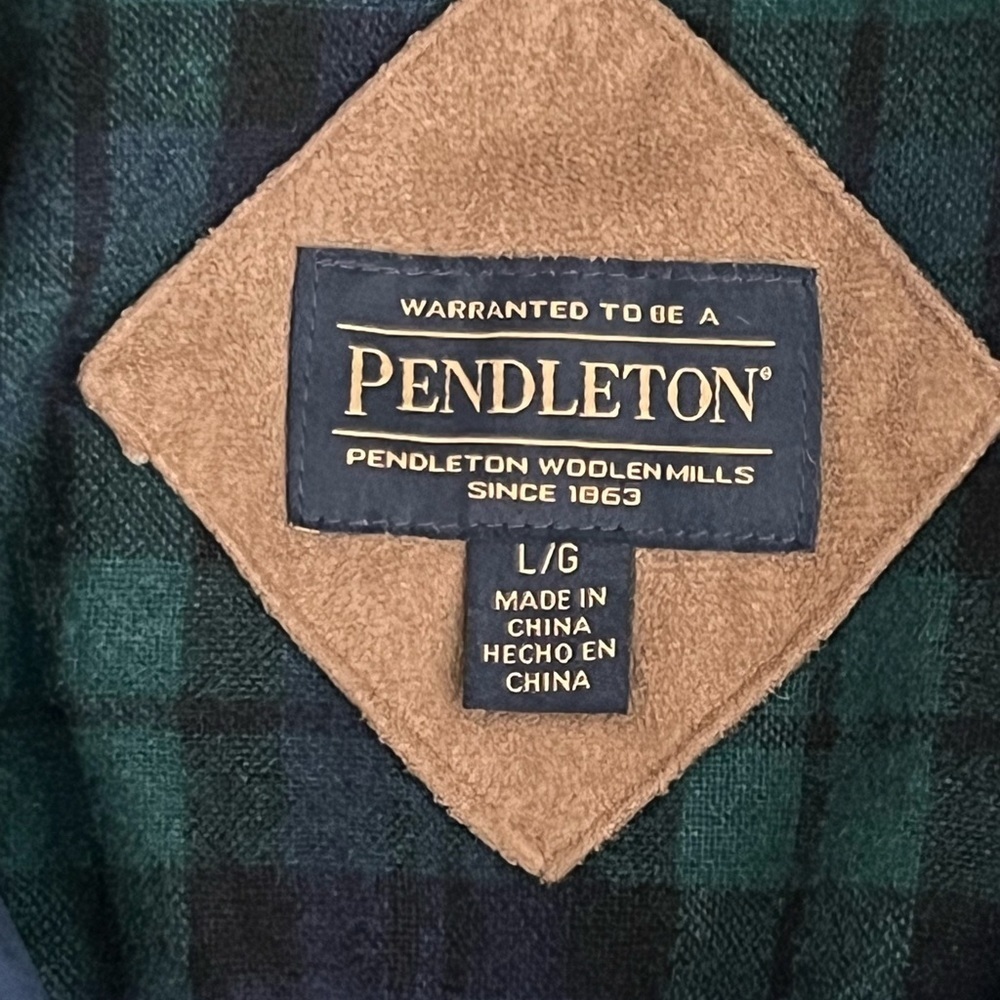 WARRANTED TO BE A
PENDLETON®
PENDLETON WOOLEN MILLS
SINCE 1863
L/G
MADE IN
CHINA
HECHO EN
CHINA